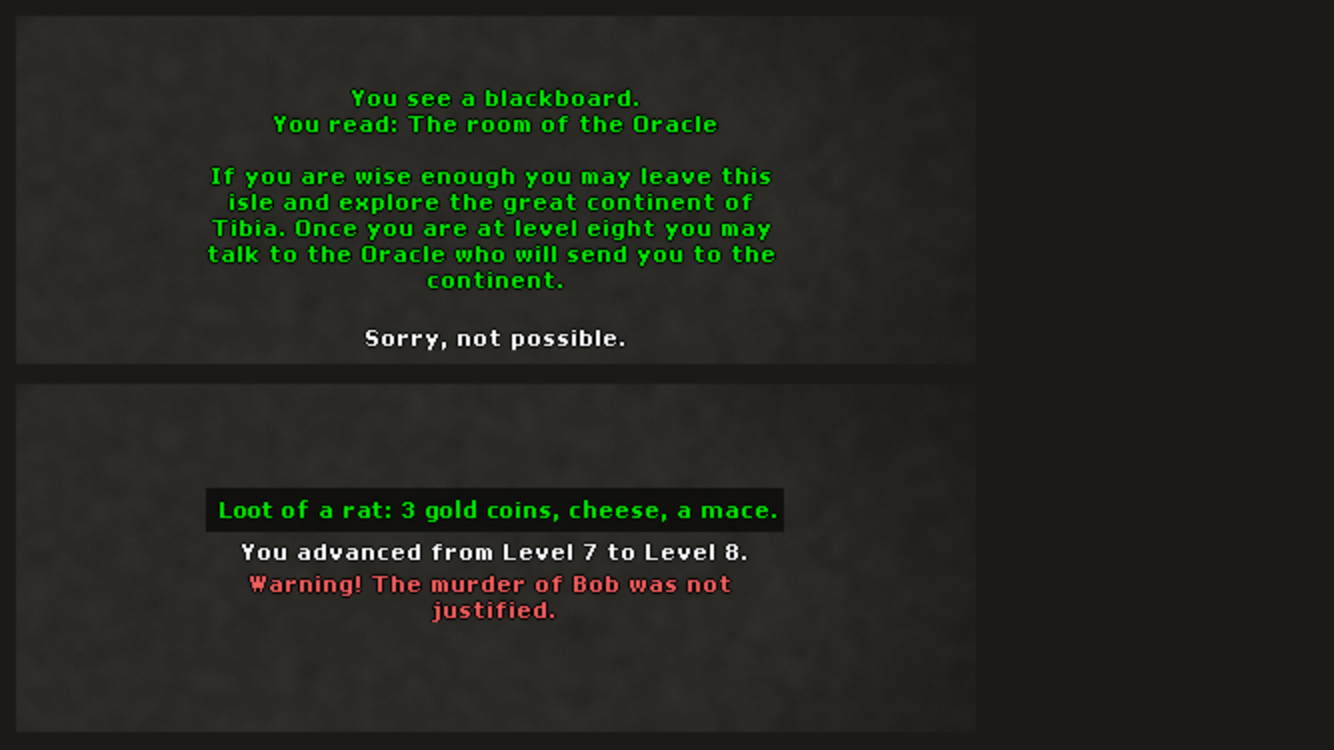 You see a blackboard.
You read: The room of the Oracle
If you are wise enough you may leave this
isle and explore the great continent of
Tibia. Once you are at level eight you may
talk to the Oracle who will send you to the
continent.
Sorry, not possible.
Loot of a rat: 3 gold coins, cheese, a mace.
You advanced from Level 7 to Level 8.
Warning! The murder of Bob was not
justified.